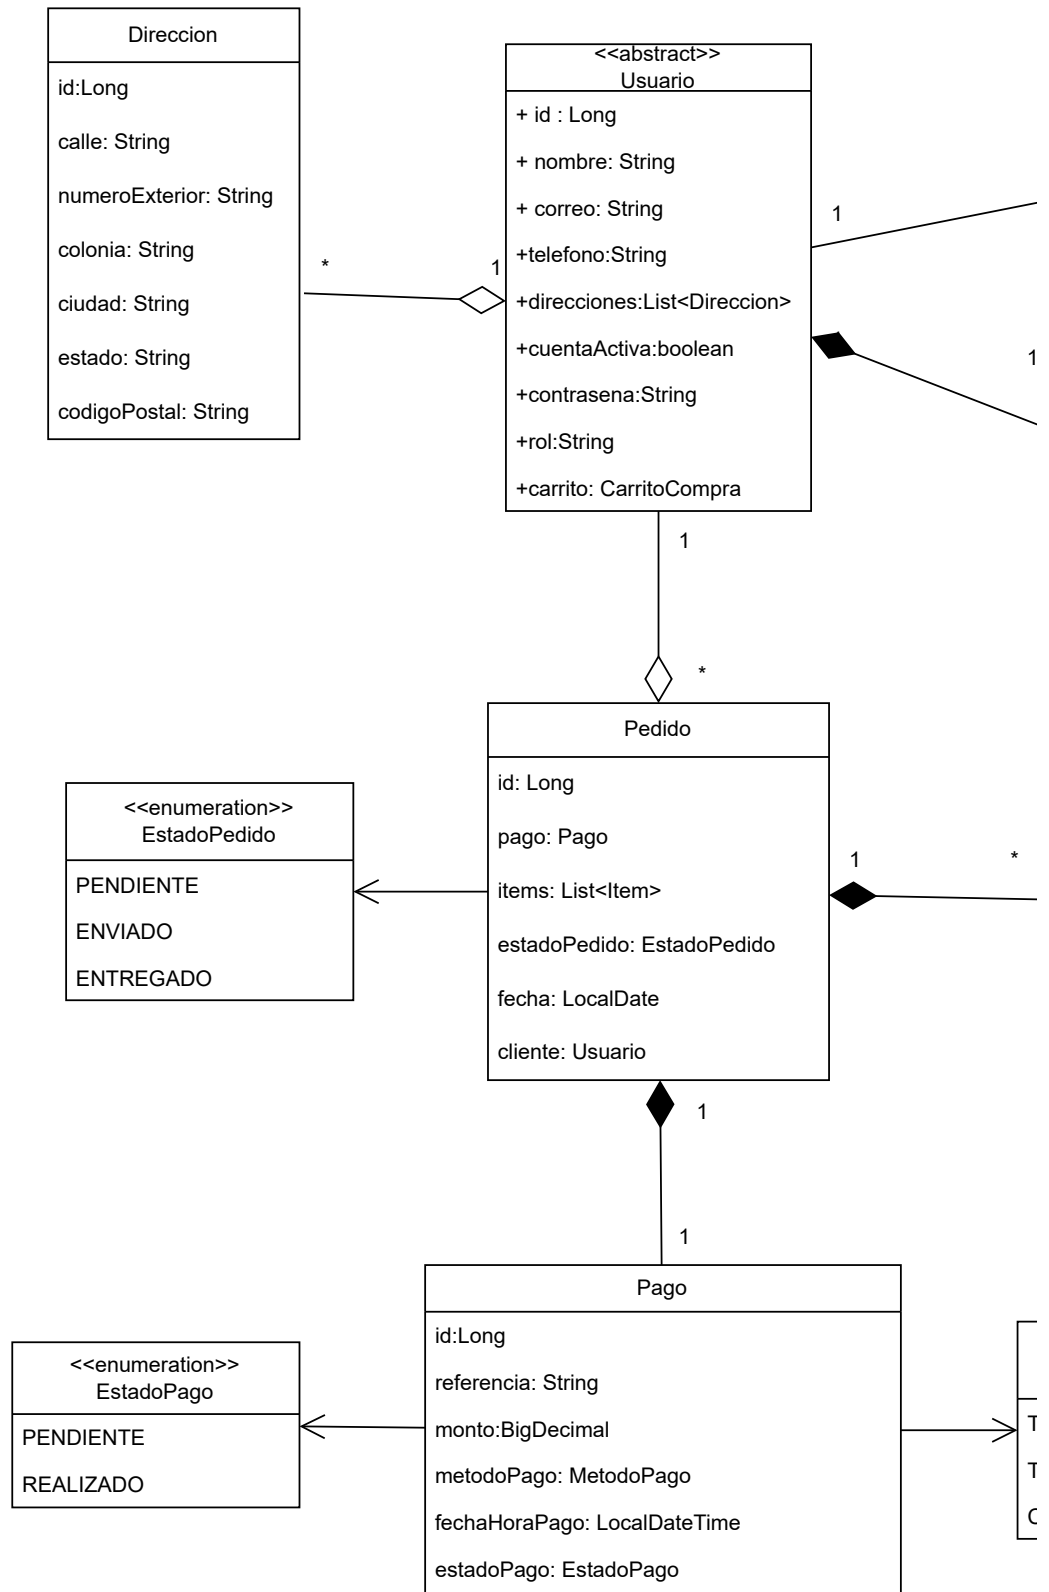 Direccion
id:Long
calle: String
numeroExterior: String
colonia: String
ciudad: String
estado: String
codigoPostal: String
*
1
<<abstract>>
Usuario
+ id : Long
+ nombre: String
+ correo: String
+telefono:String
+direcciones:List<Direccion>
+cuentaActiva:boolean
+contrasena:String
+rol:String
+carrito: CarritoCompra
1
1
1
*
Pedido
id: Long
pago: Pago
items: List<Item>
estadoPedido: EstadoPedido
fecha: LocalDate
cliente: Usuario
<<enumeration>>
EstadoPedido
PENDIENTE
ENVIADO
ENTREGADO
1
*
1
1
Pago
id:Long
referencia: String
monto:BigDecimal
metodoPago: MetodoPago
fechaHoraPago: LocalDateTime
estadoPago: EstadoPago
<<enumeration>>
EstadoPago
PENDIENTE
REALIZADO